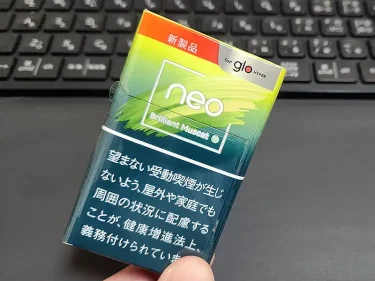 新製品
for glo HYPER
neo
Brilliant Muscat
望まない受動喫煙が生じ
ないよう、屋外や家庭でも
周囲の状況に配慮する
ことが、健康増進法上、
義務付けられていま